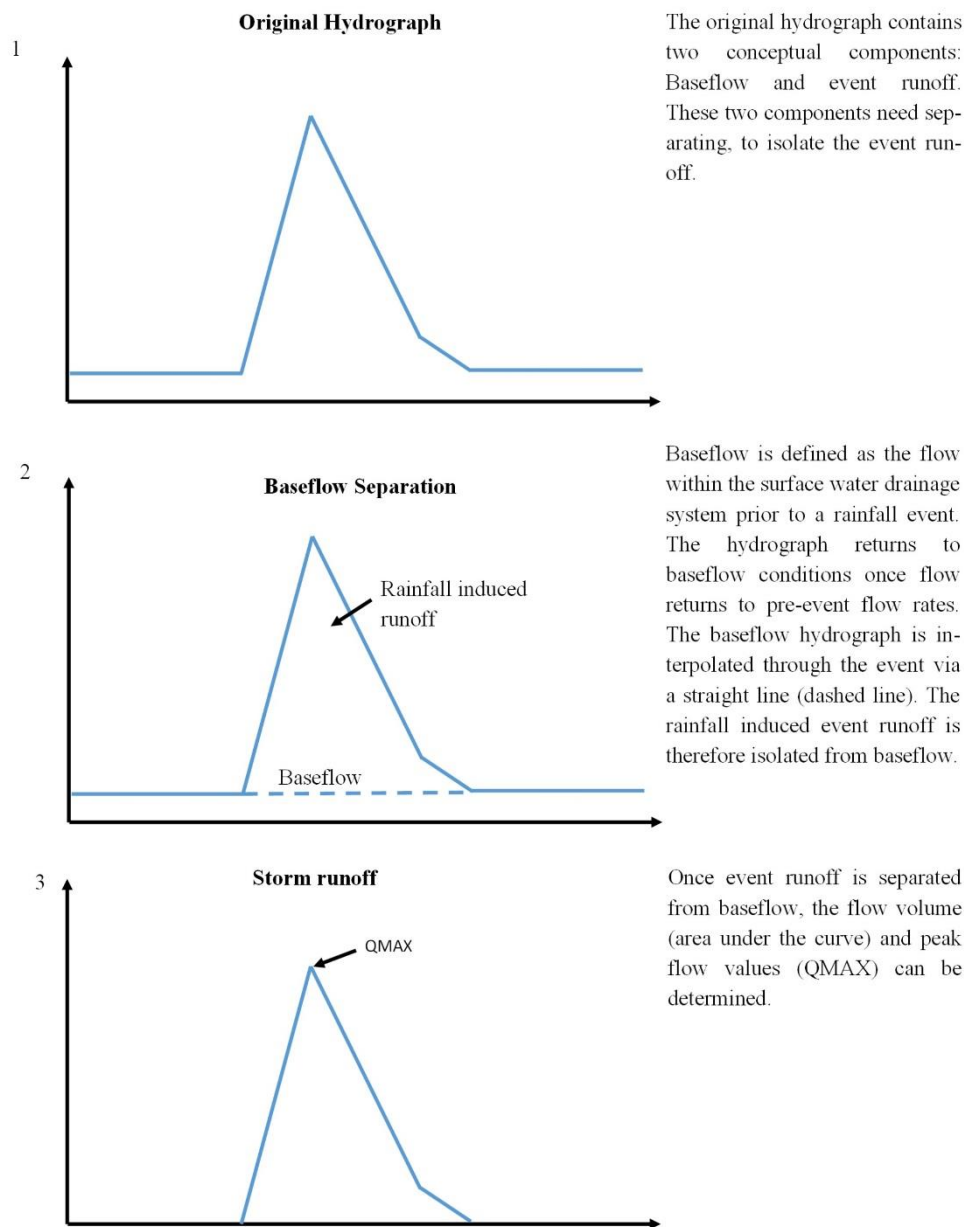 1
Original Hydrograph
The original hydrograph contains
two conceptual components:
Baseflow and event runoff.
These two components need sep-
arating, to isolate the event run-
off.
2
Baseflow Separation
Rainfall induced
runoff
Baseflow
Baseflow is defined as the flow
within the surface water drainage
system prior to a rainfall event.
The hydrograph returns to
baseflow conditions once flow
returns to pre-event flow rates.
The baseflow hydrograph is in-
terpolated through the event via
a straight line (dashed line). The
rainfall induced event runoff is
therefore isolated from baseflow.
3
Storm runoff
QMAX
Once event runoff is separated
from baseflow, the flow volume
(area under the curve) and peak
flow values (QMAX) can be
determined.